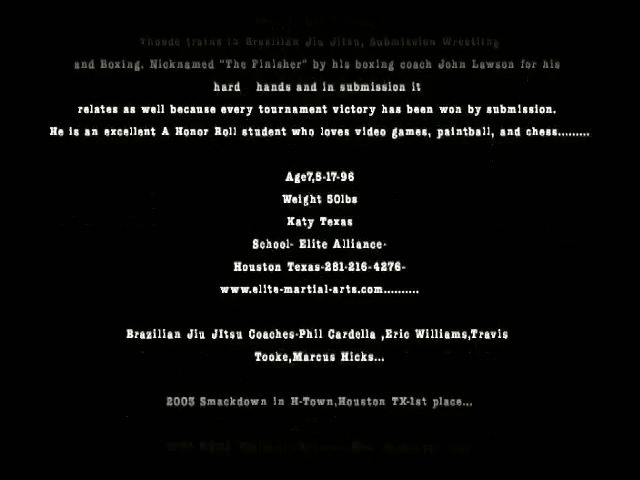 trains in Brazilian Jiu Jitsu, Submission Wrestling
and Boxing. Nicknamed "The Finisher" by his boxing coach John Lawson for his
hard hands and in submission it
relates as well because every tournament victory has been won by submission.
He is an excellent A Honor Roll student who loves video games, paintball, and chess.........
Age7,5-17-96
Weight 50lbs
Katy Texas
School- Elite Alliance-
Houston Texas-281-216-4276-
www.elite-martial-arts.com..........
Brazilian Jiu JItsu Coaches-Phil Cardella ,Eric Williams,Travis
Tooke,Marcus Hicks...
2003 Smackdown in H-Town,Houston TX-1st place...